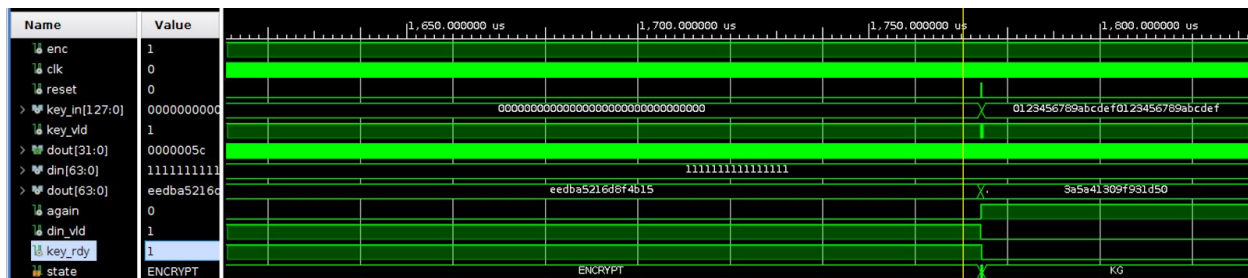 Name Value 1,650.000000 us 1,700.000000 us 1,750.000000 us 1,800.000000 us
enc 1
clk 0
reset 0
key_in[127:0] 0000000000 00000000000000000000000000000000 0123456789abcdef0123456789abcdef
key_vld 1
dout[31:0] 0000005c
din[63:0] 1111111111 1111111111111111
dout[63:0] eedba5216d eedba5216d8f4b15 3a5a41309f931d50
again 0
din_vld 1
key_rdy 1
state ENCRYPT ENCRYPT KG